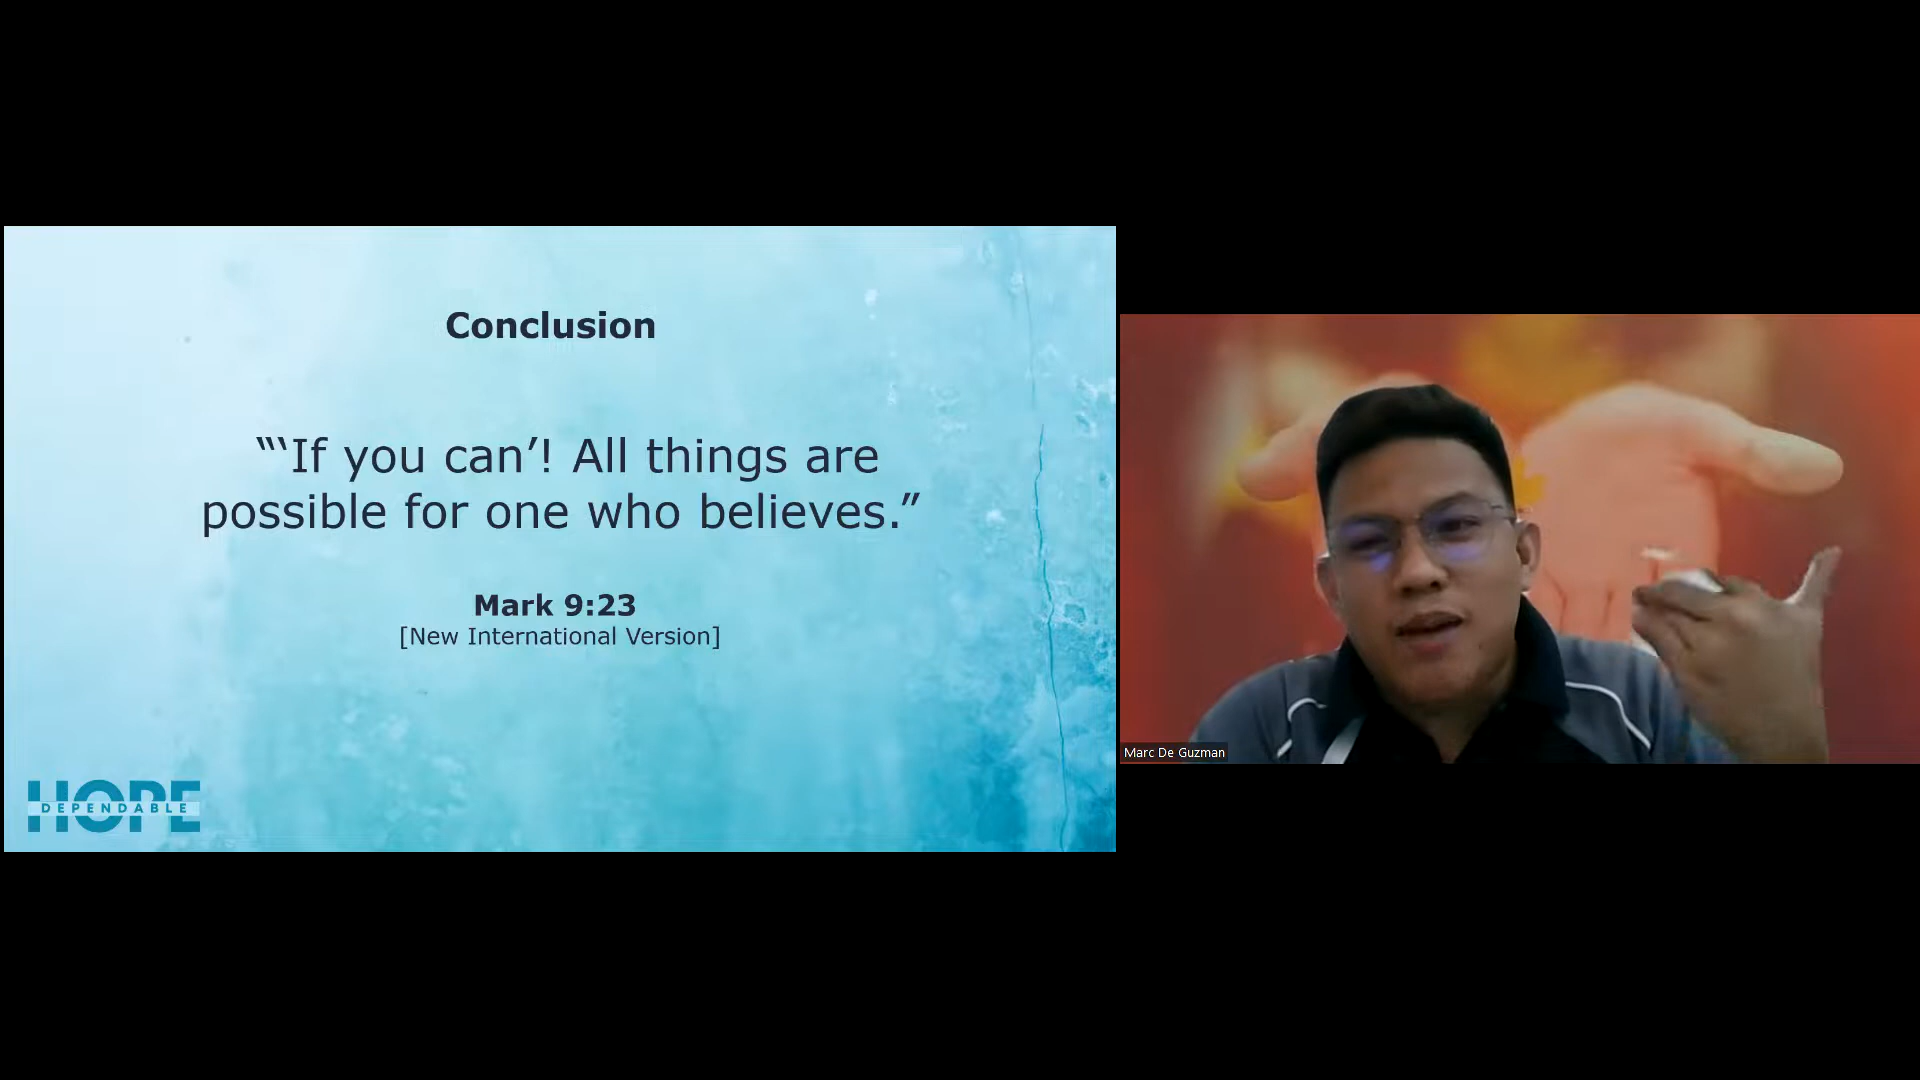 Conclusion
“‘If you can’! All things are
possible for one who believes.”
Mark 9:23
[New International Version]
HOPE
DEPENDABLE
Marc De Guzman